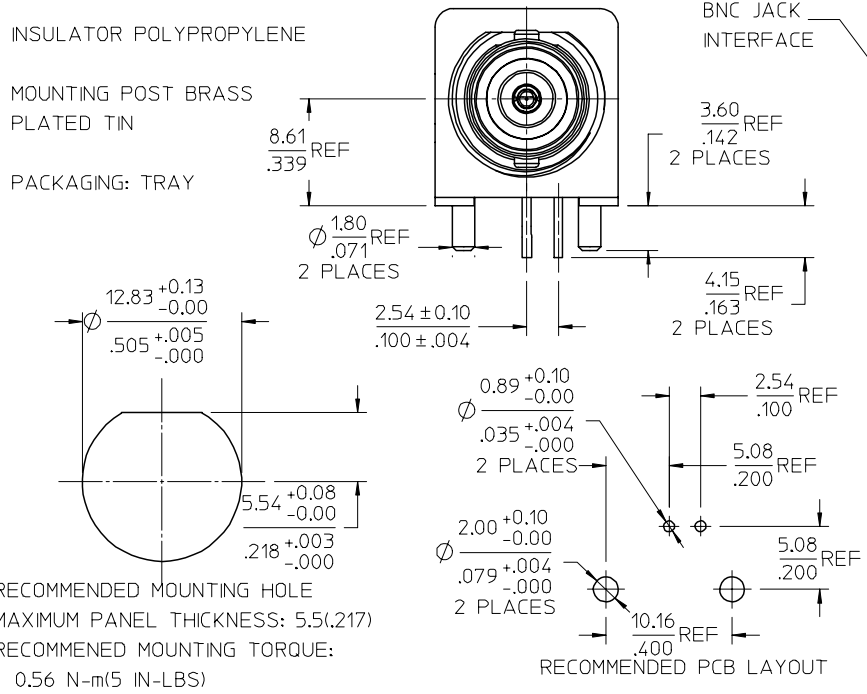 INSULATOR POLYPROPYLENE
MOUNTING POST BRASS
PLATED TIN
PACKAGING: TRAY
BNC JACK
INTERFACE
8.61
.339
REF
3.60
.142
REF
2 PLACES
Ø 1.80
.071
REF
2 PLACES
4.15
.163
REF
2 PLACES
2.54 ± 0.10
.100 ± .004
Ø 12.83 +0.13
-0.00
.505 +.005
-.000
5.54 +0.08
-0.00
.218 +.003
-.000
RECOMMENDED MOUNTING HOLE
MAXIMUM PANEL THICKNESS: 5.5(.217)
RECOMMENED MOUNTING TORQUE:
0.56 N-m(5 IN-LBS)
Ø 0.89 +0.10
-0.00
.035 +.004
-.000
2 PLACES
2.54
.100
REF
5.08
.200
REF
Ø 2.00 +0.10
-0.00
.079 +.004
-.000
2 PLACES
5.08
.200
REF
10.16
.400
REF
RECOMMENDED PCB LAYOUT